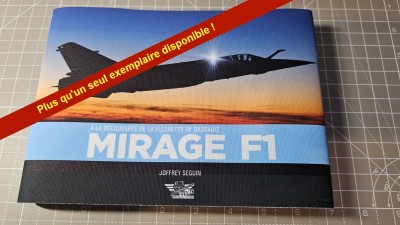 Plus qu'un seul exemplaire disponible !
À LA DÉCOUVERTE DE LA FLÉCHETTE DE DASSAULT
MIRAGE F1
JOFFREY SEGUIN